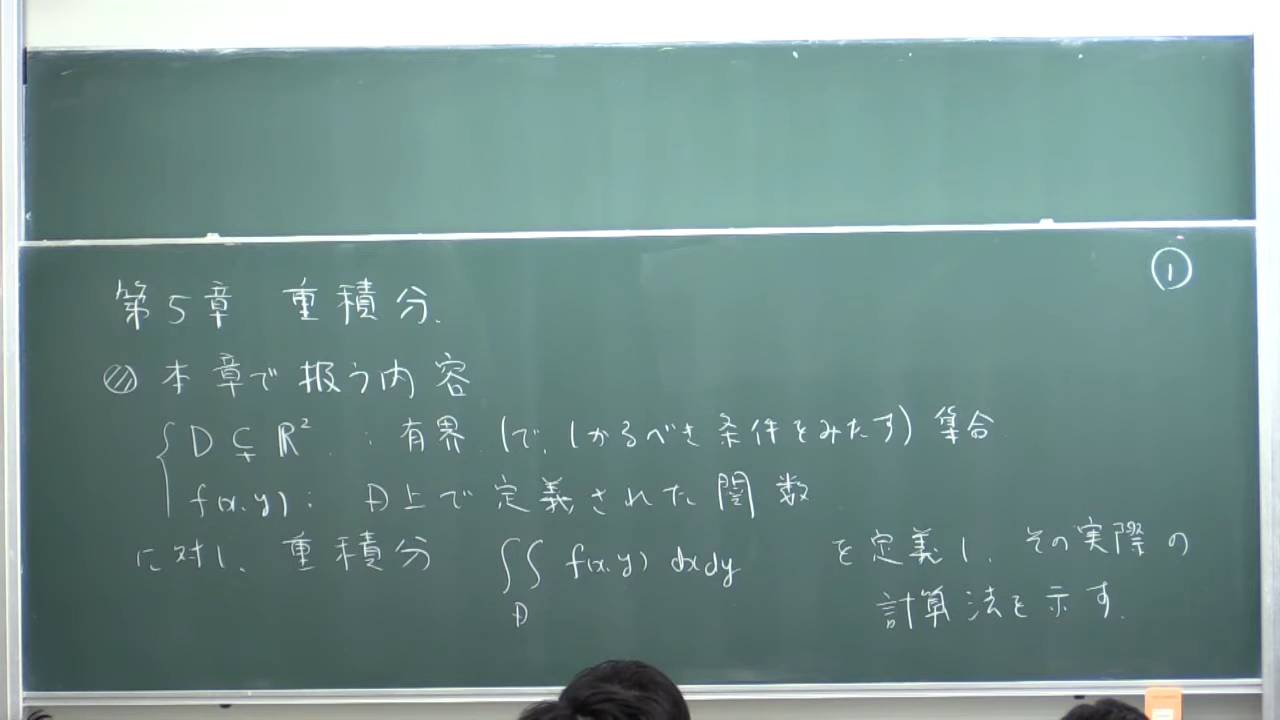 ①
第5章 重積分.
◎ 本章で扱う内容
D ⊊ R² : 有界 (で, しかるべき条件をみたす) 集合
f(x,y) : D上で定義された関数
に対し、重積分 ∬_D f(x,y) dxdy を定義し、その実際の
計算法を示す.